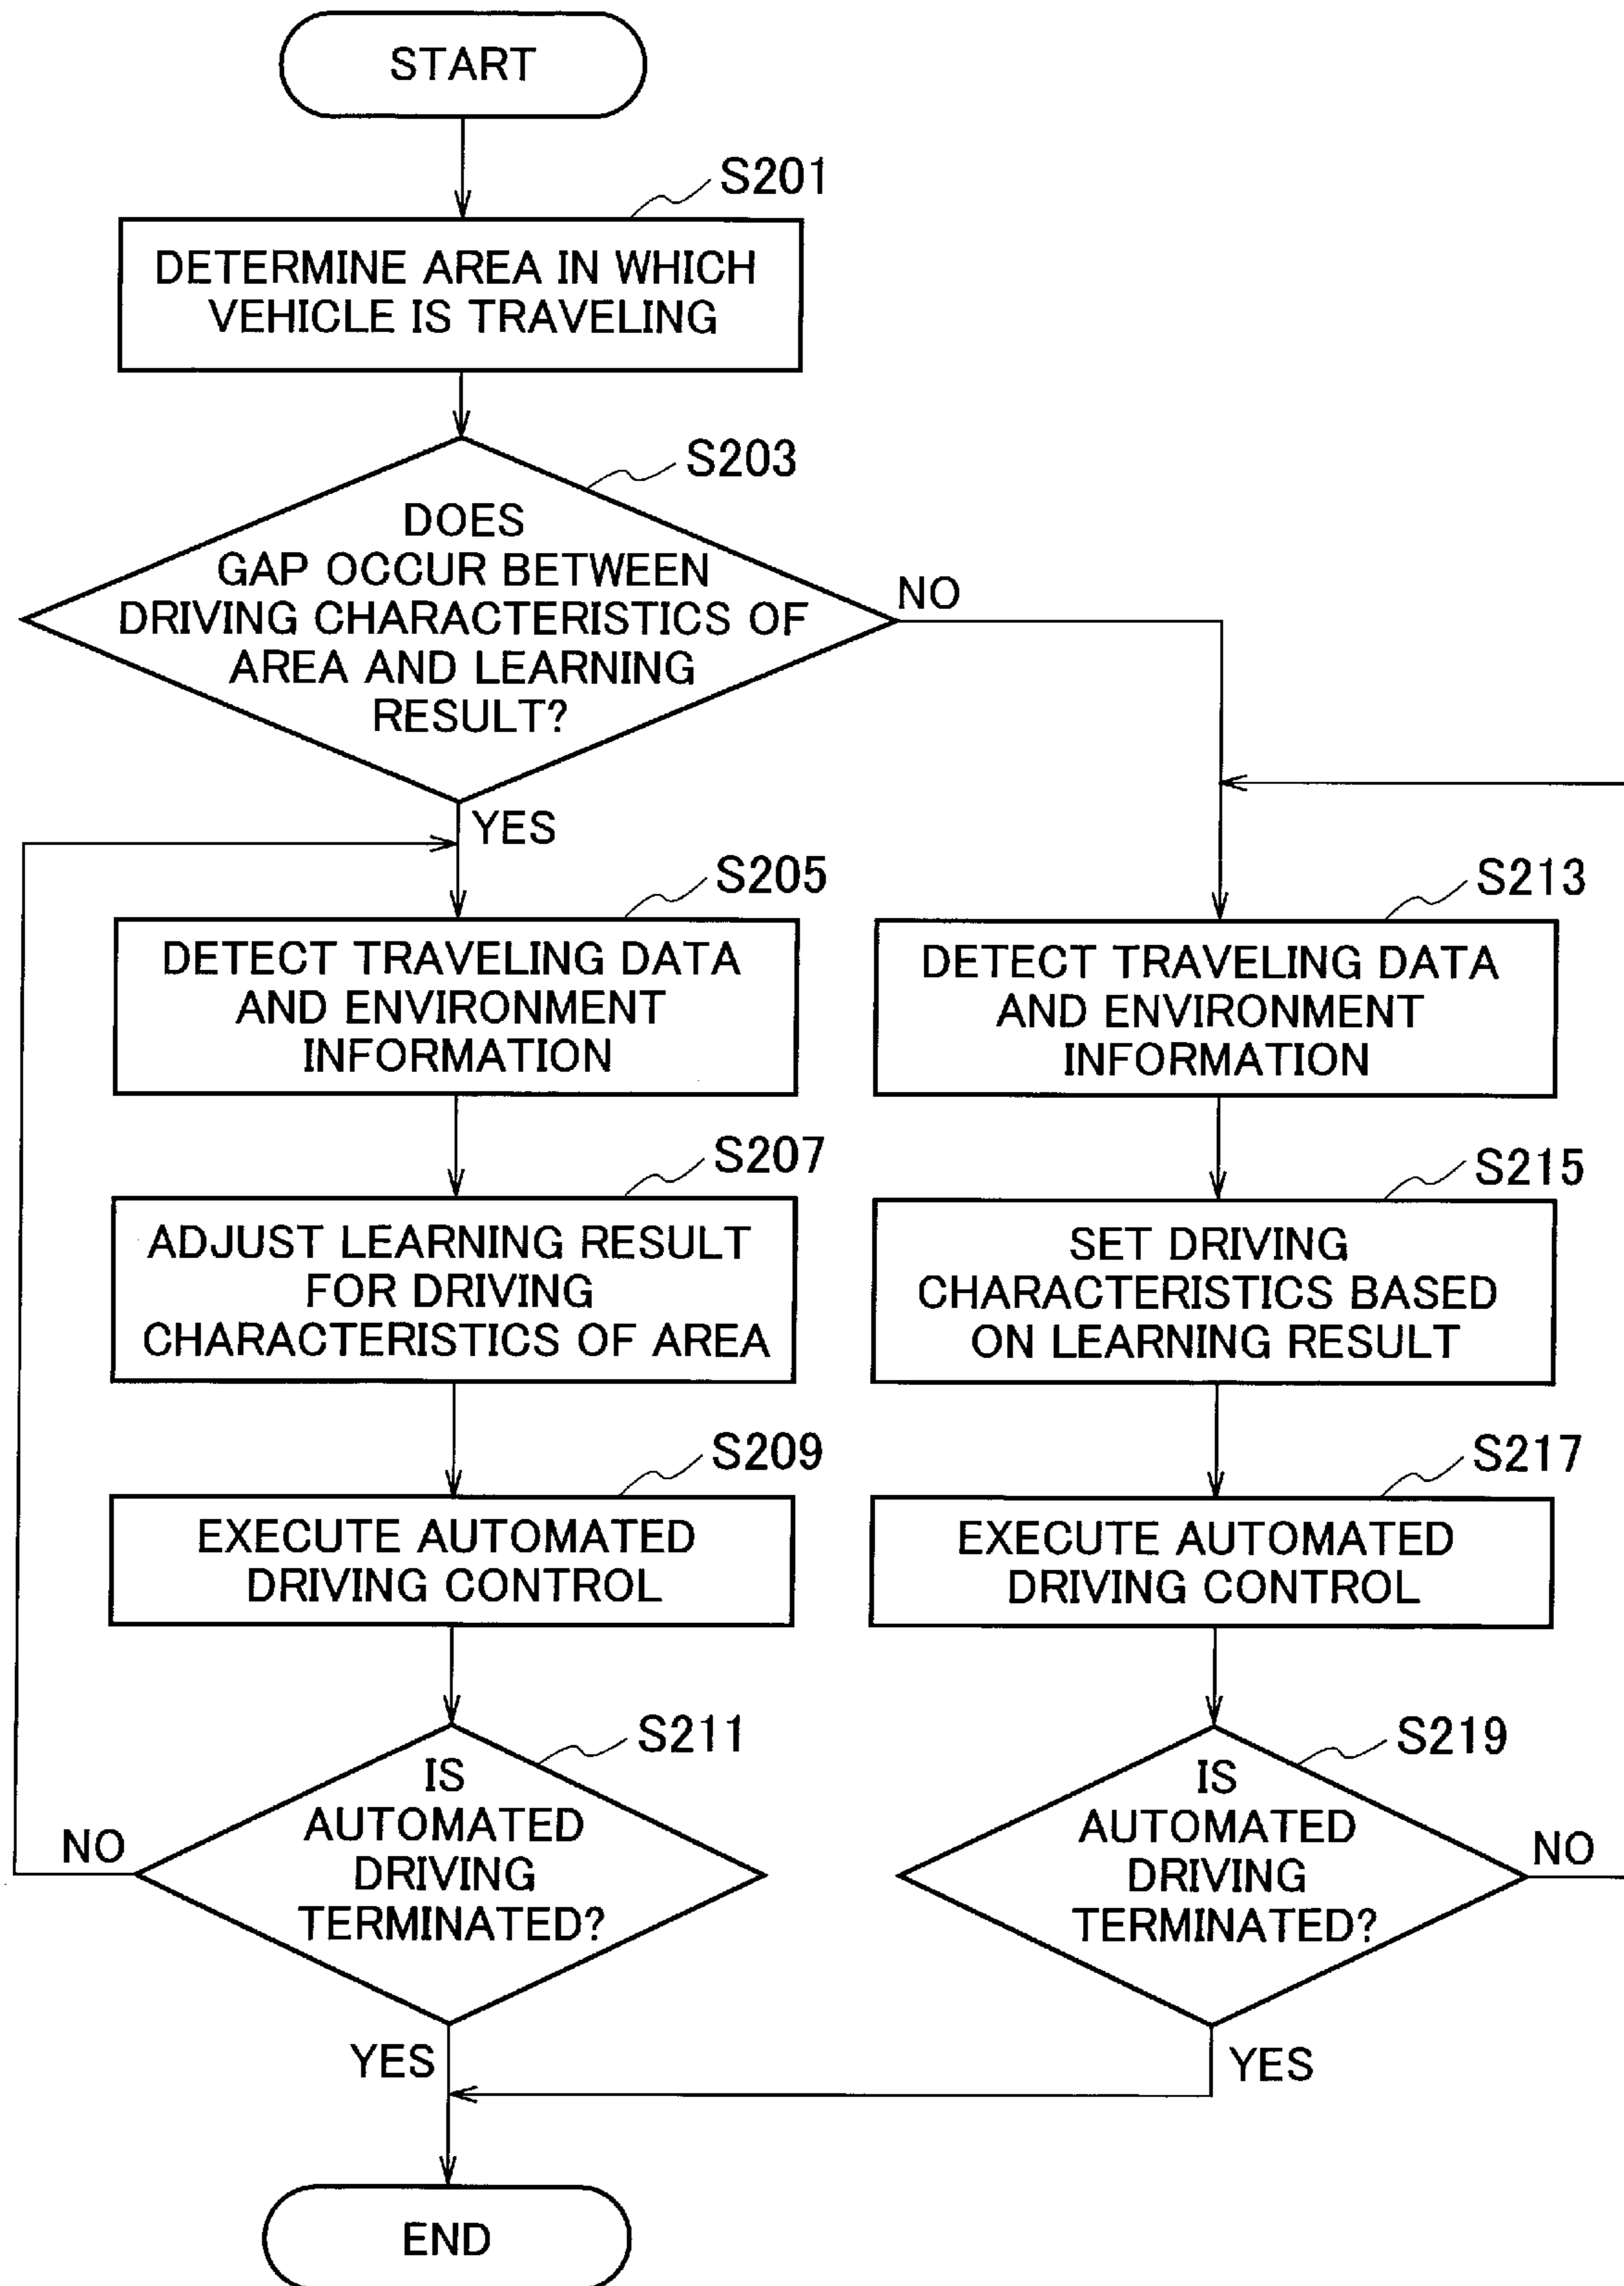 START
S201
DETERMINE AREA IN WHICH
VEHICLE IS TRAVELING
S203
DOES
GAP OCCUR BETWEEN
DRIVING CHARACTERISTICS OF
AREA AND LEARNING
RESULT?
NO
YES
S205
DETECT TRAVELING DATA
AND ENVIRONMENT
INFORMATION
S207
ADJUST LEARNING RESULT
FOR DRIVING
CHARACTERISTICS OF AREA
S209
EXECUTE AUTOMATED
DRIVING CONTROL
S211
IS
AUTOMATED
DRIVING
TERMINATED?
NO
YES
S213
DETECT TRAVELING DATA
AND ENVIRONMENT
INFORMATION
S215
SET DRIVING
CHARACTERISTICS BASED
ON LEARNING RESULT
S217
EXECUTE AUTOMATED
DRIVING CONTROL
S219
IS
AUTOMATED
DRIVING
TERMINATED?
NO
YES
END